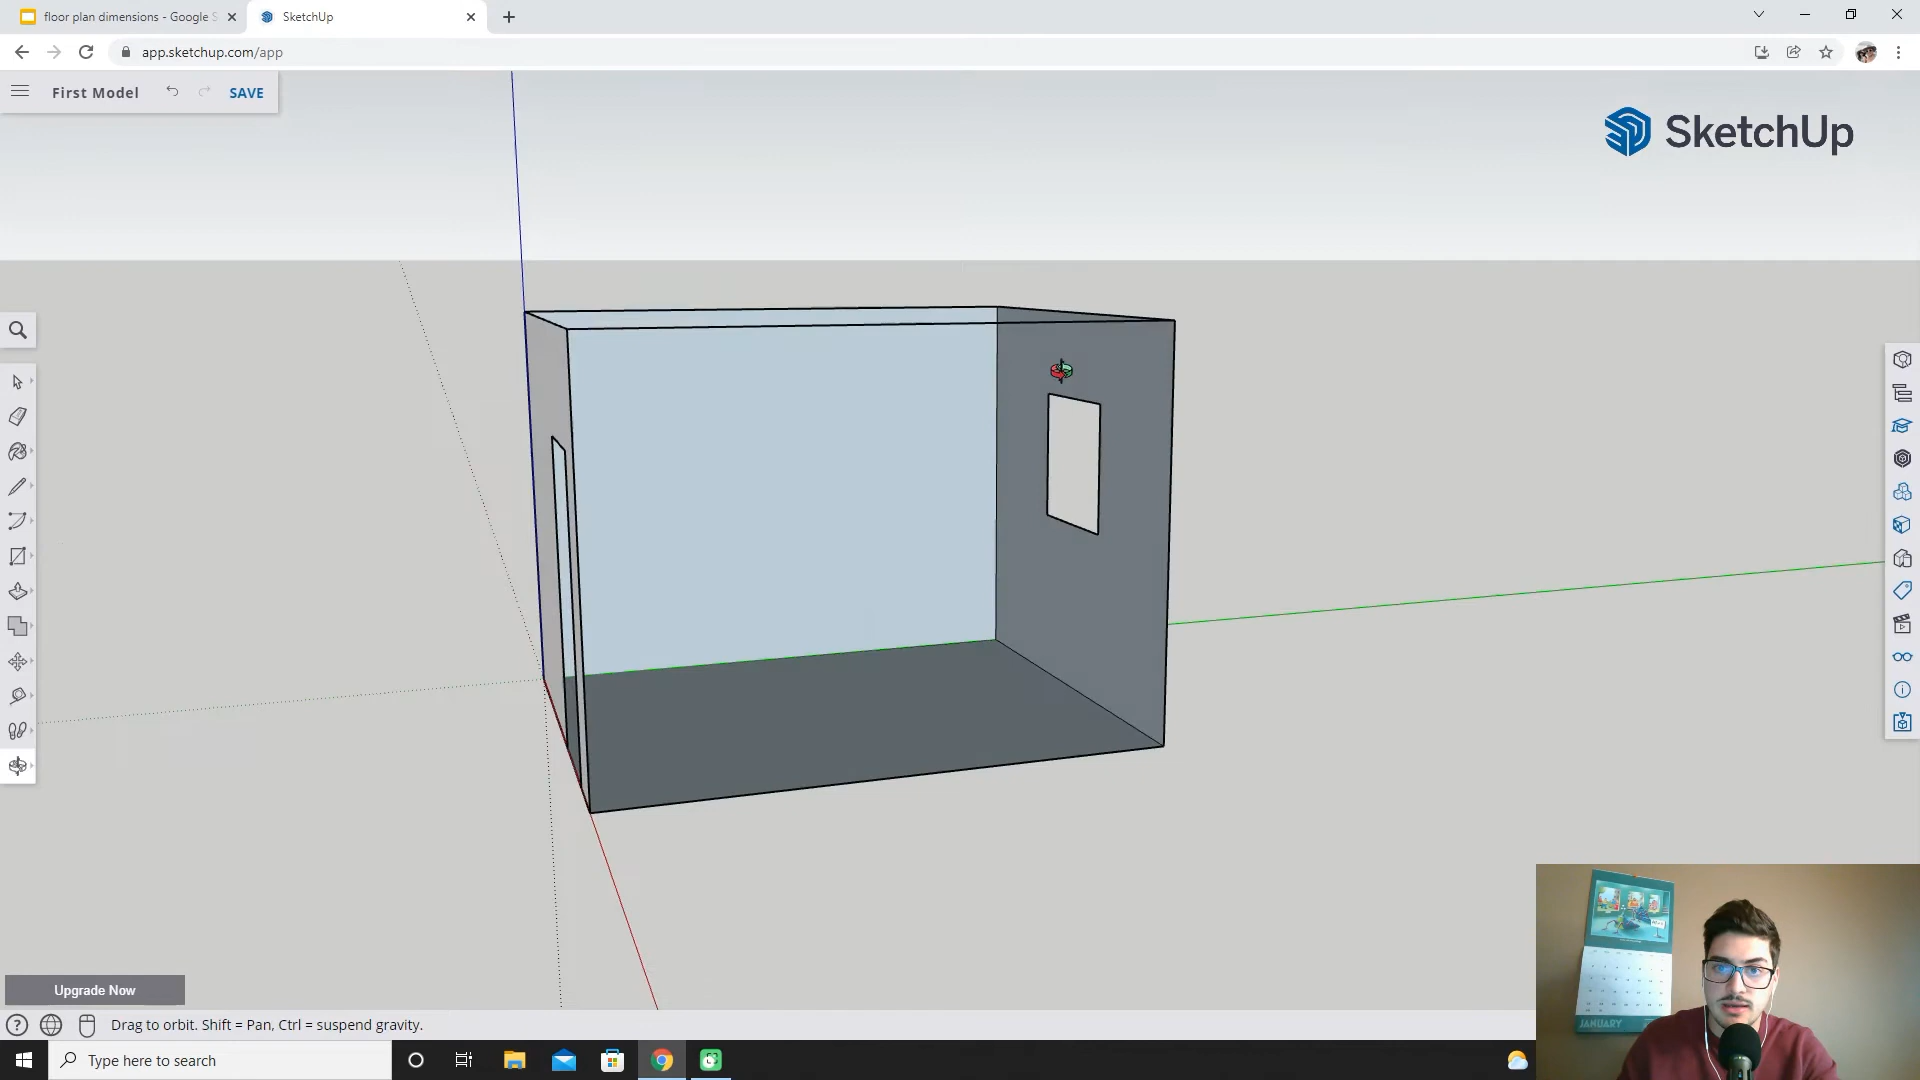 floor plan dimensions - Google S
SketchUp
app.sketchup.com/app
First Model
SAVE
SketchUp
Upgrade Now
Drag to orbit. Shift = Pan, Ctrl = suspend gravity.
Type here to search
JANUARY